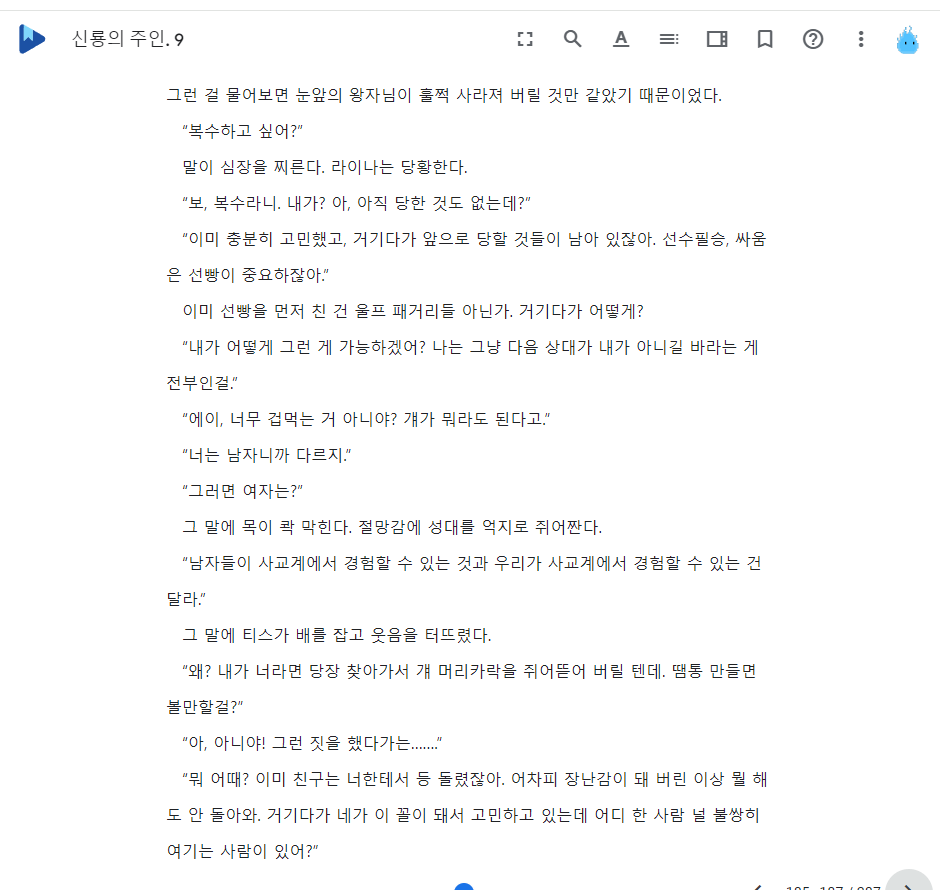 신룡의 주인. 9
그런 걸 물어보면 눈앞의 왕자님이 훌쩍 사라져 버릴 것만 같았기 때문이었다.
“복수하고 싶어?”
말이 심장을 찌른다. 라이나는 당황한다.
“보, 복수라니. 내가? 아, 아직 당한 것도 없는데?”
“이미 충분히 고민했고, 거기다가 앞으로 당할 것들이 남아 있잖아. 선수필승, 싸움
은 선빵이 중요하잖아.”
이미 선빵을 먼저 친 건 울프 패거리들 아닌가. 거기다가 어떻게?
“내가 어떻게 그런 게 가능하겠어? 나는 그냥 다음 상대가 내가 아니길 바라는 게
전부인걸.”
“에이, 너무 겁먹는 거 아니야? 걔가 뭐라도 된다고.”
“너는 남자니까 다르지.”
“그러면 여자는?”
그 말에 목이 콱 막힌다. 절망감에 성대를 억지로 쥐어짠다.
“남자들이 사교계에서 경험할 수 있는 것과 우리가 사교계에서 경험할 수 있는 건
달라.”
그 말에 티스가 배를 잡고 웃음을 터뜨렸다.
“왜? 내가 너라면 당장 찾아가서 걔 머리카락을 쥐어뜯어 버릴 텐데. 땜통 만들면
볼만할걸?”
“아, 아니야! 그런 짓을 했다가는…….”
“뭐 어때? 이미 친구는 너한테서 등 돌렸잖아. 어차피 장난감이 돼 버린 이상 뭘 해
도 안 돌아와. 거기다가 네가 이 꼴이 돼서 고민하고 있는데 어디 한 사람 널 불쌍히
여기는 사람이 있어?”